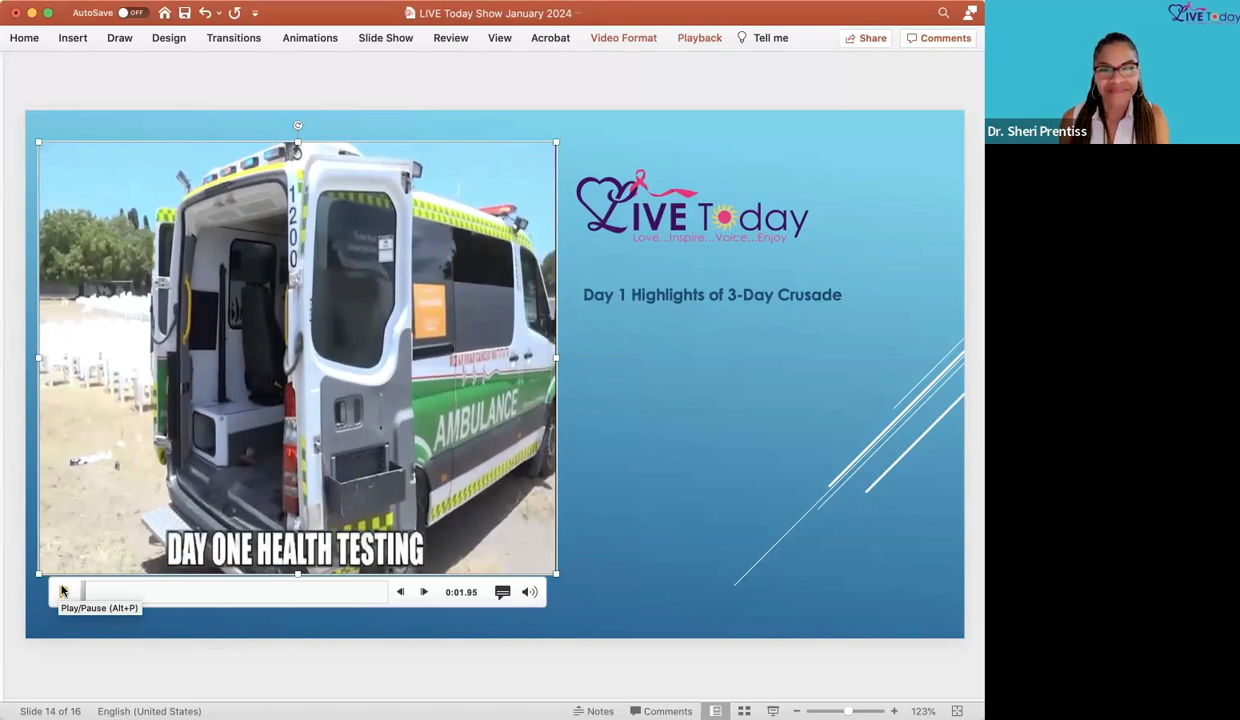 AutoSave OFF
LIVE Today Show January 2024
Home Insert Draw Design Transitions Animations Slide Show Review View Acrobat Video Format Playback Tell me Share Comments
LIVE Today
Dr. Sheri Prentiss
1200
AMBULANCE
DAY ONE HEALTH TESTING
LIVE Today
Love...Inspire...Voice...Enjoy
Day 1 Highlights of 3-Day Crusade
0:01.95
Play/Pause (Alt+P)
Slide 14 of 16 English (United States) Notes Comments 123%